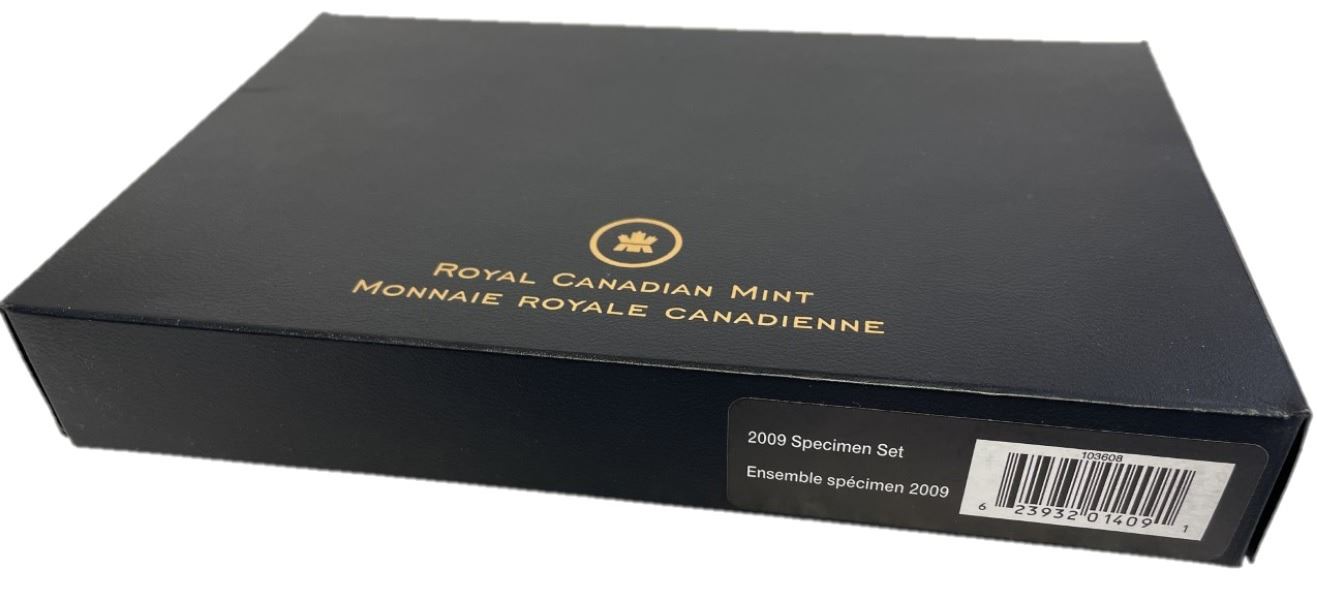 ROYAL CANADIAN MINT
MONNAIE ROYALE CANADIENNE
2009 Specimen Set
Ensemble spécimen 2009
103608
6 23932 01409 1